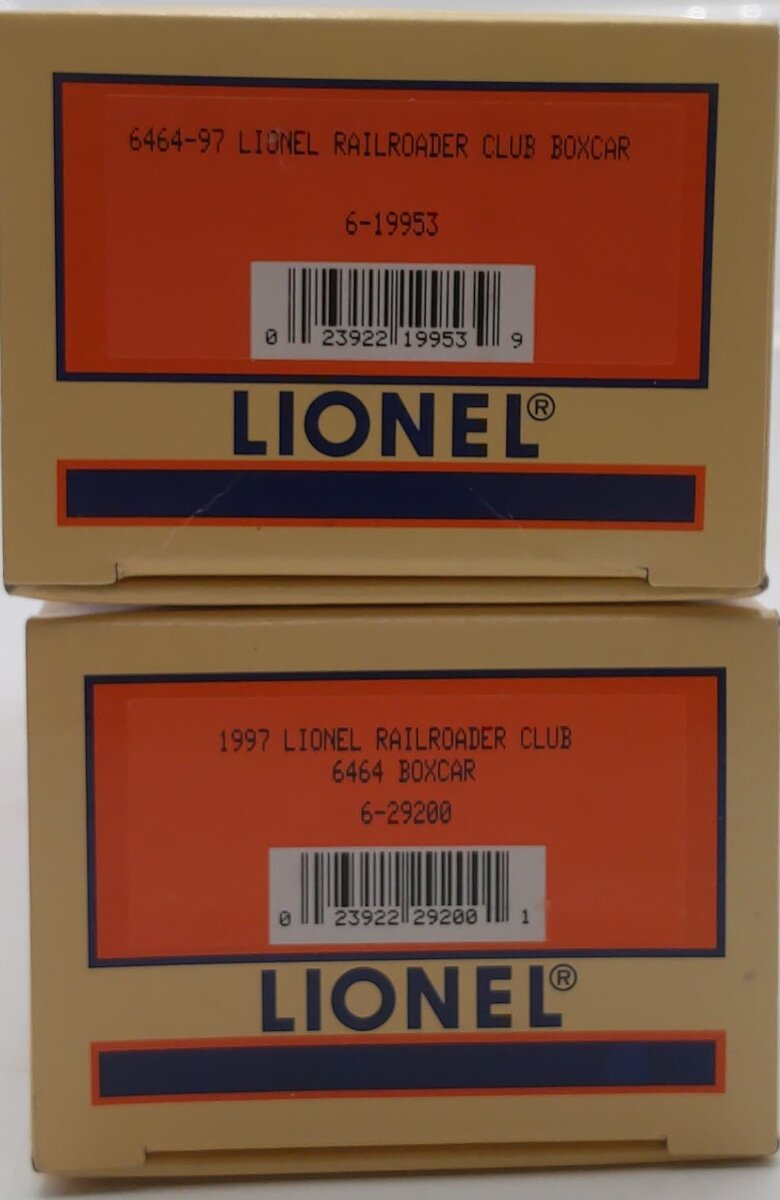 6464-97 LIONEL RAILROADER CLUB BOXCAR
6-19953
0 23922 19953 9
LIONEL®
1997 LIONEL RAILROADER CLUB
6464 BOXCAR
6-29200
0 23922 29200 1
LIONEL®